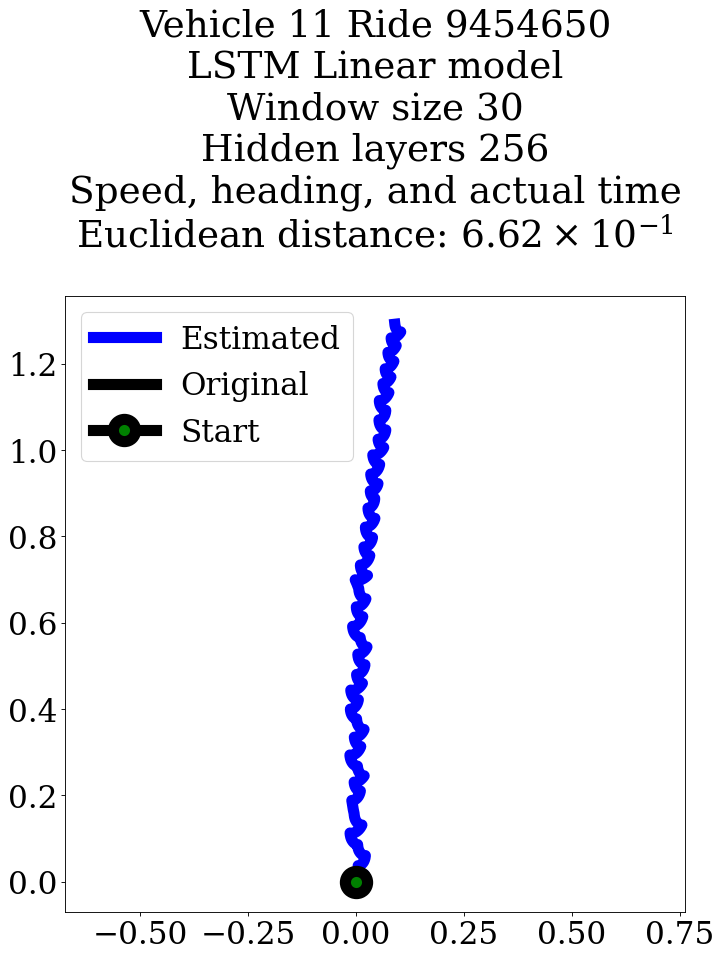 Vehicle 11 Ride 9454650
LSTM Linear model
Window size 30
Hidden layers 256
Speed, heading, and actual time
Euclidean distance: 6.62 × 10⁻¹
Estimated
Original
Start
1.2
1.0
0.8
0.6
0.4
0.2
0.0
−0.50 −0.25 0.00 0.25 0.50 0.75